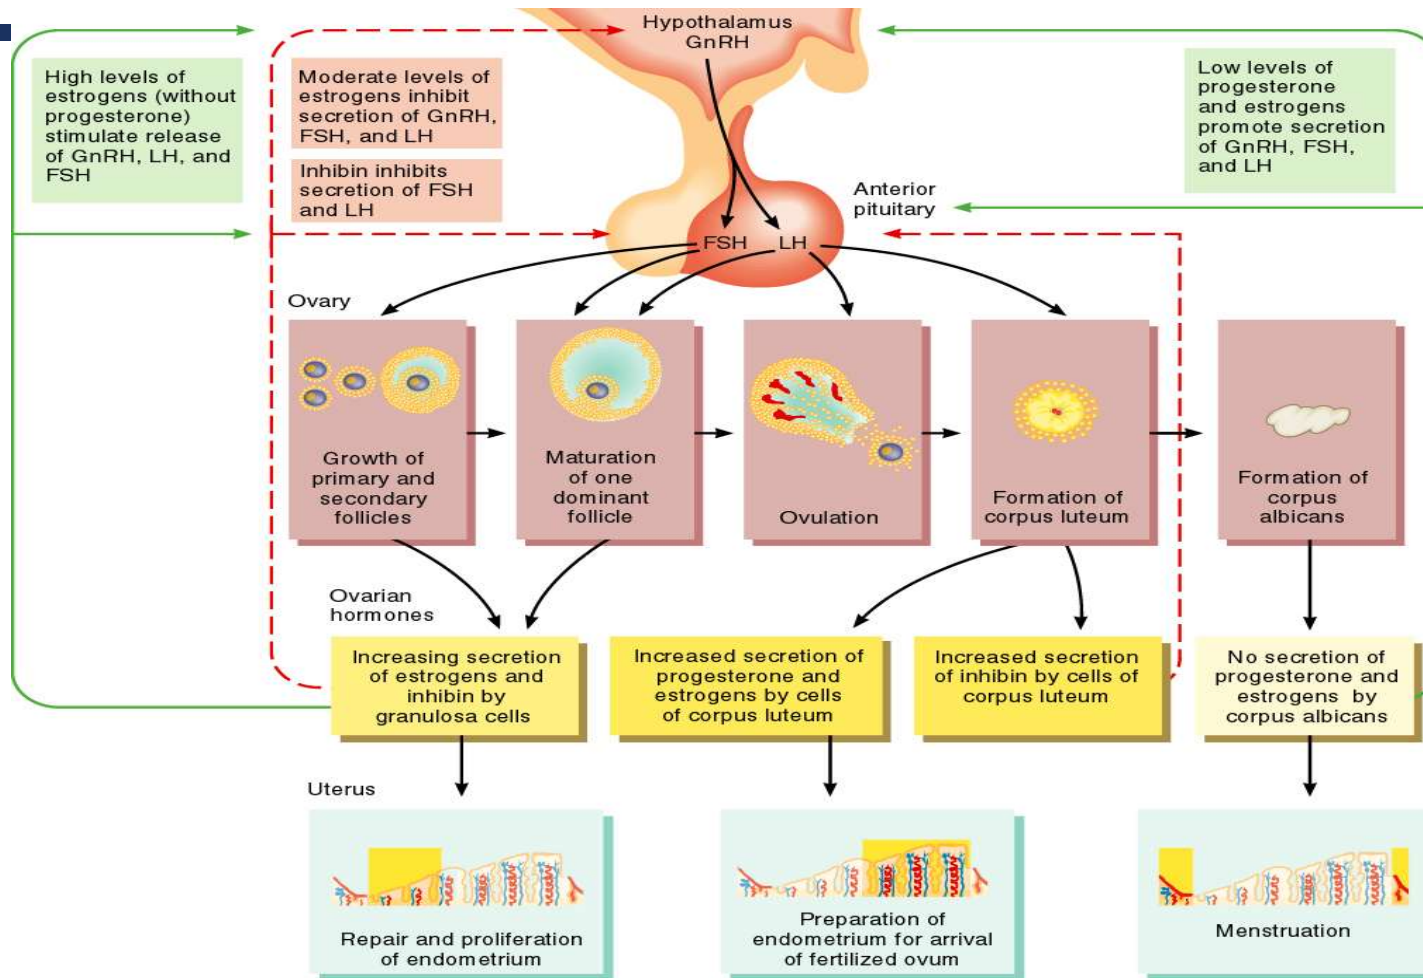 Hypothalamus
GnRH
High levels of
estrogens (without
progesterone)
stimulate release
of GnRH, LH, and
FSH
Moderate levels of
estrogens inhibit
secretion of GnRH,
FSH, and LH
Inhibin inhibits
secretion of FSH
and LH
Low levels of
progesterone
and estrogens
promote secretion
of GnRH, FSH,
and LH
Anterior
pituitary
FSH LH
Ovary
Growth of
primary and
secondary
follicles
Maturation
of one
dominant
follicle
Ovulation
Formation of
corpus luteum
Formation of
corpus
albicans
Ovarian
hormones
Increasing secretion
of estrogens and
inhibin by
granulosa cells
Increased secretion of
progesterone and
estrogens by cells
of corpus luteum
Increased secretion
of inhibin by cells of
corpus luteum
No secretion of
progesterone and
estrogens by
corpus albicans
Uterus
Repair and proliferation
of endometrium
Preparation of
endometrium for arrival
of fertilized ovum
Menstruation